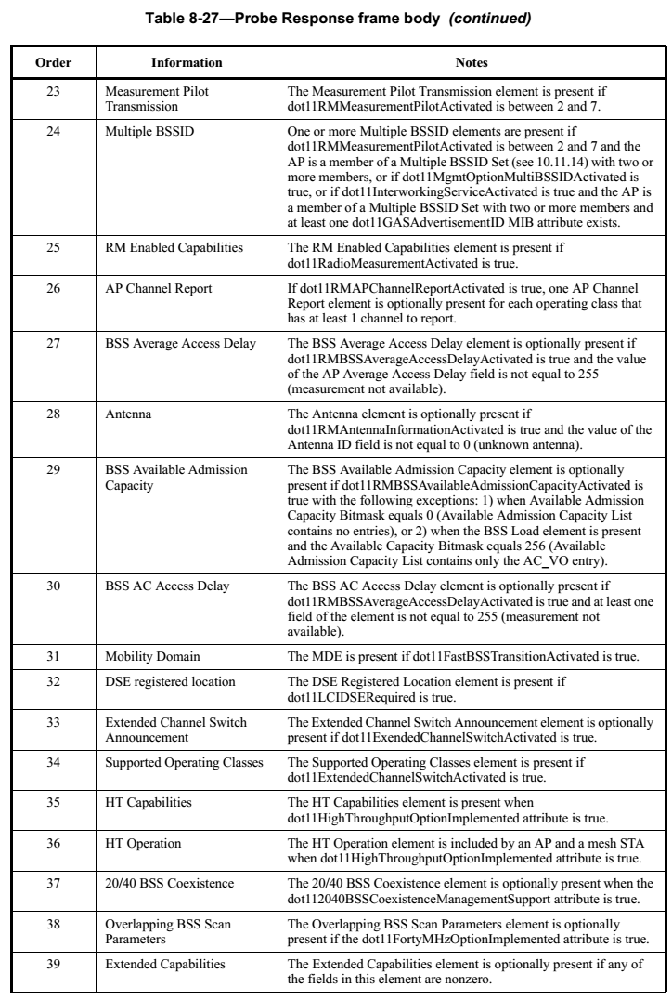 Table 8-27—Probe Response frame body (continued)
Order Information Notes
23 Measurement Pilot Transmission The Measurement Pilot Transmission element is present if
dot11RMMeasurementPilotActivated is between 2 and 7.
24 Multiple BSSID One or more Multiple BSSID elements are present if
dot11RMMeasurementPilotActivated is between 2 and 7 and the
AP is a member of a Multiple BSSID Set (see 10.11.14) with two or
more members, or if dot11MgmtOptionMultiBSSIDActivated is
true, or if dot11InterworkingServiceActivated is true and the AP is
a member of a Multiple BSSID Set with two or more members and
at least one dot11GASAdvertisementID MIB attribute exists.
25 RM Enabled Capabilities The RM Enabled Capabilities element is present if
dot11RadioMeasurementActivated is true.
26 AP Channel Report If dot11RMAPChannelReportActivated is true, one AP Channel
Report element is optionally present for each operating class that
has at least 1 channel to report.
27 BSS Average Access Delay The BSS Average Access Delay element is optionally present if
dot11RMBSSAverageAccessDelayActivated is true and the value
of the AP Average Access Delay field is not equal to 255
(measurement not available).
28 Antenna The Antenna element is optionally present if
dot11RMAntennaInformationActivated is true and the value of the
Antenna ID field is not equal to 0 (unknown antenna).
29 BSS Available Admission Capacity The BSS Available Admission Capacity element is optionally
present if dot11RMBSSAvailableAdmissionCapacityActivated is
true with the following exceptions: 1) when Available Admission
Capacity Bitmask equals 0 (Available Admission Capacity List
contains no entries), or 2) when the BSS Load element is present
and the Available Capacity Bitmask equals 256 (Available
Admission Capacity List contains only the AC_VO entry).
30 BSS AC Access Delay The BSS AC Access Delay element is optionally present if
dot11RMBSSAverageAccessDelayActivated is true and at least one
field of the element is not equal to 255 (measurement not
available).
31 Mobility Domain The MDE is present if dot11FastBSSTransitionActivated is true.
32 DSE registered location The DSE Registered Location element is present if
dot11LCIDSERequired is true.
33 Extended Channel Switch Announcement The Extended Channel Switch Announcement element is optionally
present if dot11ExendedChannelSwitchActivated is true.
34 Supported Operating Classes The Supported Operating Classes element is present if
dot11ExtendedChannelSwitchActivated is true.
35 HT Capabilities The HT Capabilities element is present when
dot11HighThroughputOptionImplemented attribute is true.
36 HT Operation The HT Operation element is included by an AP and a mesh STA
when dot11HighThroughputOptionImplemented attribute is true.
37 20/40 BSS Coexistence The 20/40 BSS Coexistence element is optionally present when the
dot112040BSSCoexistenceManagementSupport attribute is true.
38 Overlapping BSS Scan Parameters The Overlapping BSS Scan Parameters element is optionally
present if the dot11FortyMHzOptionImplemented attribute is true.
39 Extended Capabilities The Extended Capabilities element is optionally present if any of
the fields in this element are nonzero.